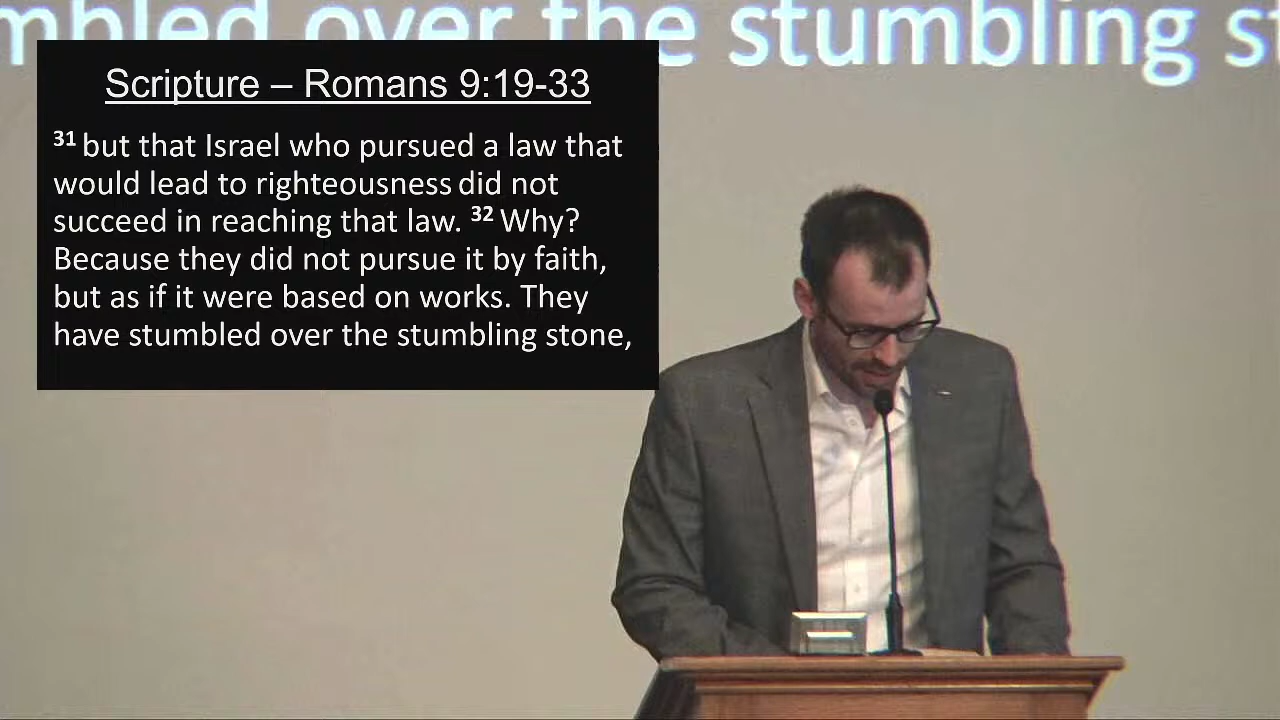 mbled over the stumbling st
Scripture – Romans 9:19-33
31 but that Israel who pursued a law that
would lead to righteousness did not
succeed in reaching that law. 32 Why?
Because they did not pursue it by faith,
but as if it were based on works. They
have stumbled over the stumbling stone,